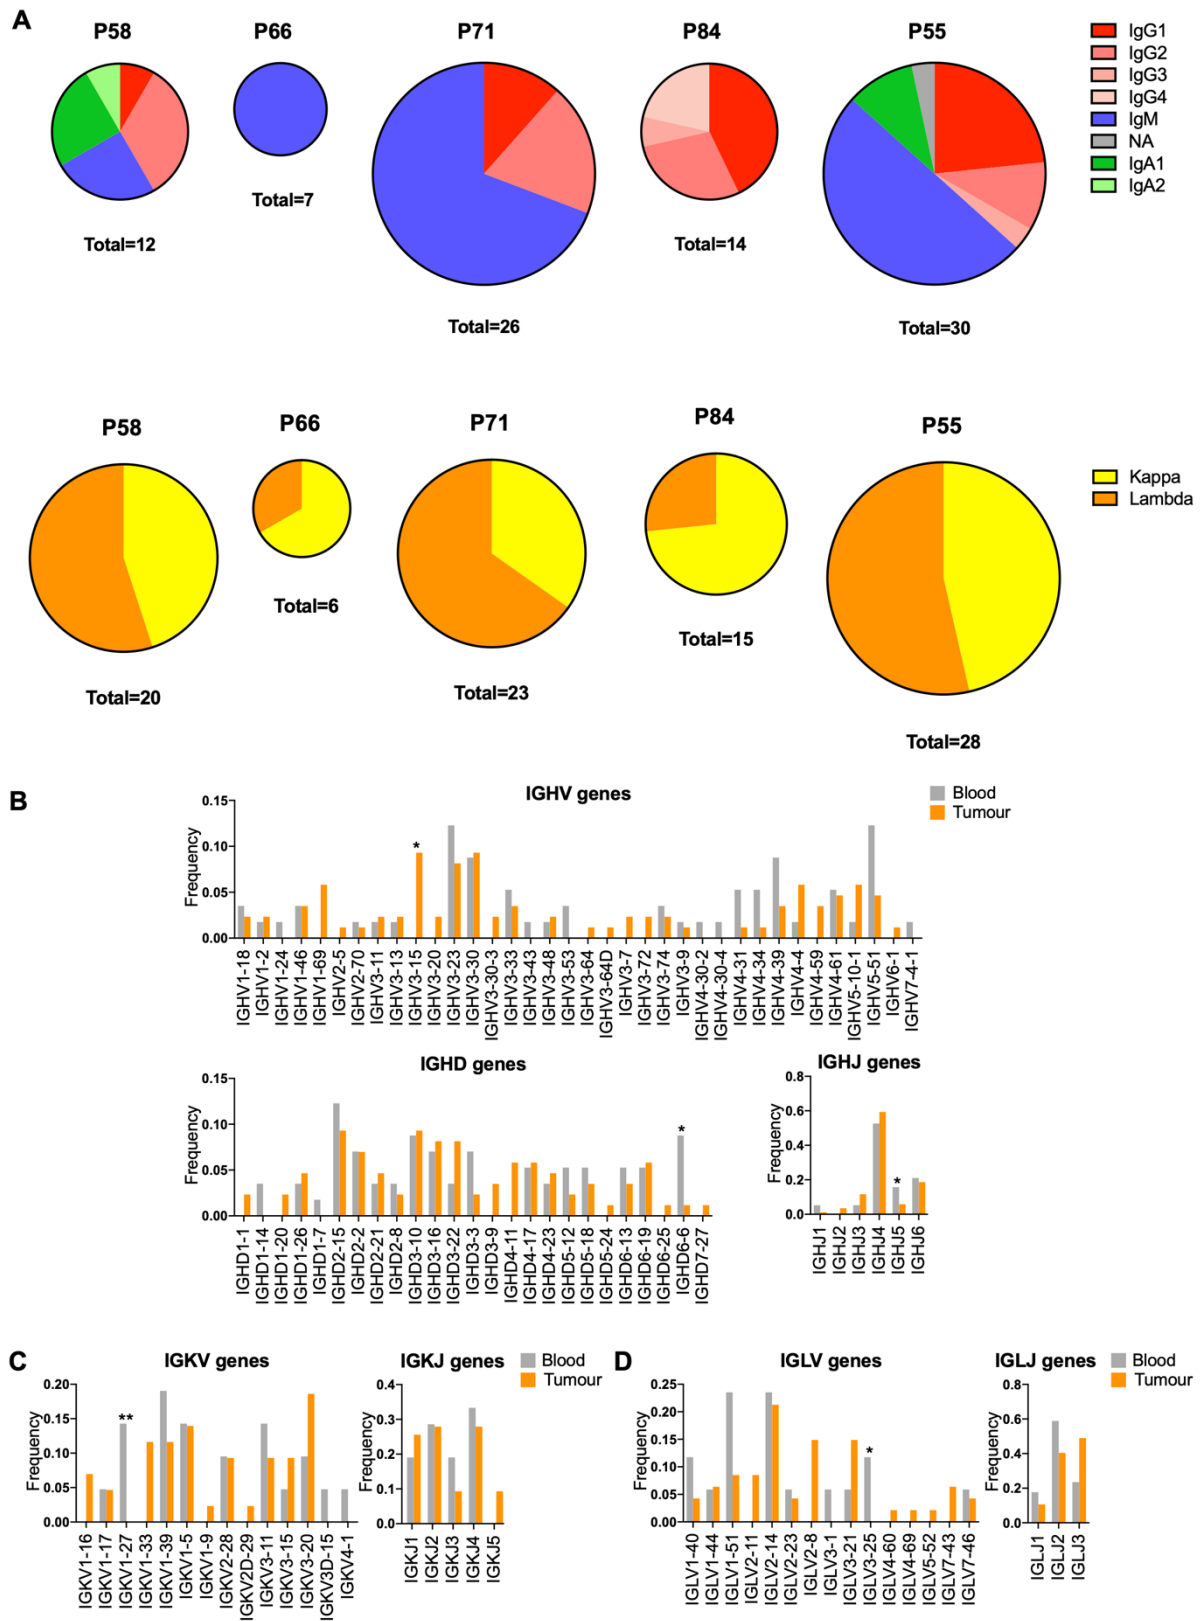 A
P58
P66
P71
P84
P55
IgG1
IgG2
IgG3
IgG4
IgM
NA
IgA1
IgA2
Total=12
Total=7
Total=26
Total=14
Total=30
P58
P66
P71
P84
P55
Kappa
Lambda
Total=20
Total=6
Total=23
Total=15
Total=28
B
IGHV genes
Blood
Tumour
Frequency
0.15
0.10
0.05
0.00
*
IGHV1-18
IGHV1-2
IGHV1-24
IGHV1-46
IGHV1-69
IGHV2-5
IGHV2-70
IGHV3-11
IGHV3-13
IGHV3-15
IGHV3-20
IGHV3-23
IGHV3-30
IGHV3-30-3
IGHV3-33
IGHV3-43
IGHV3-48
IGHV3-53
IGHV3-64
IGHV3-64D
IGHV3-7
IGHV3-72
IGHV3-74
IGHV3-9
IGHV4-30-2
IGHV4-30-4
IGHV4-31
IGHV4-34
IGHV4-39
IGHV4-4
IGHV4-59
IGHV4-61
IGHV5-10-1
IGHV5-51
IGHV6-1
IGHV7-4-1
IGHD genes
Frequency
0.15
0.10
0.05
0.00
*
IGHD1-1
IGHD1-14
IGHD1-20
IGHD1-26
IGHD1-7
IGHD2-15
IGHD2-2
IGHD2-21
IGHD2-8
IGHD3-10
IGHD3-16
IGHD3-22
IGHD3-3
IGHD3-9
IGHD4-11
IGHD4-17
IGHD4-23
IGHD5-12
IGHD5-18
IGHD5-24
IGHD6-13
IGHD6-19
IGHD6-25
IGHD6-6
IGHD7-27
IGHJ genes
Frequency
0.8
0.6
0.4
0.2
0.0
*
IGHJ1
IGHJ2
IGHJ3
IGHJ4
IGHJ5
IGHJ6
C
IGKV genes
Frequency
0.20
0.15
0.10
0.05
0.00
**
IGKV1-16
IGKV1-17
IGKV1-27
IGKV1-33
IGKV1-39
IGKV1-5
IGKV1-9
IGKV2-28
IGKV2D-29
IGKV3-11
IGKV3-15
IGKV3-20
IGKV3D-15
IGKV4-1
IGKJ genes
Blood
Tumour
Frequency
0.4
0.3
0.2
0.1
0.0
IGKJ1
IGKJ2
IGKJ3
IGKJ4
IGKJ5
D
IGLV genes
Frequency
0.25
0.20
0.15
0.10
0.05
0.00
*
IGLV1-40
IGLV1-44
IGLV1-51
IGLV2-11
IGLV2-14
IGLV2-23
IGLV2-8
IGLV3-1
IGLV3-21
IGLV3-25
IGLV4-60
IGLV4-69
IGLV5-52
IGLV7-43
IGLV7-46
IGLJ genes
Blood
Tumour
Frequency
0.8
0.6
0.4
0.2
0.0
IGLJ1
IGLJ2
IGLJ3